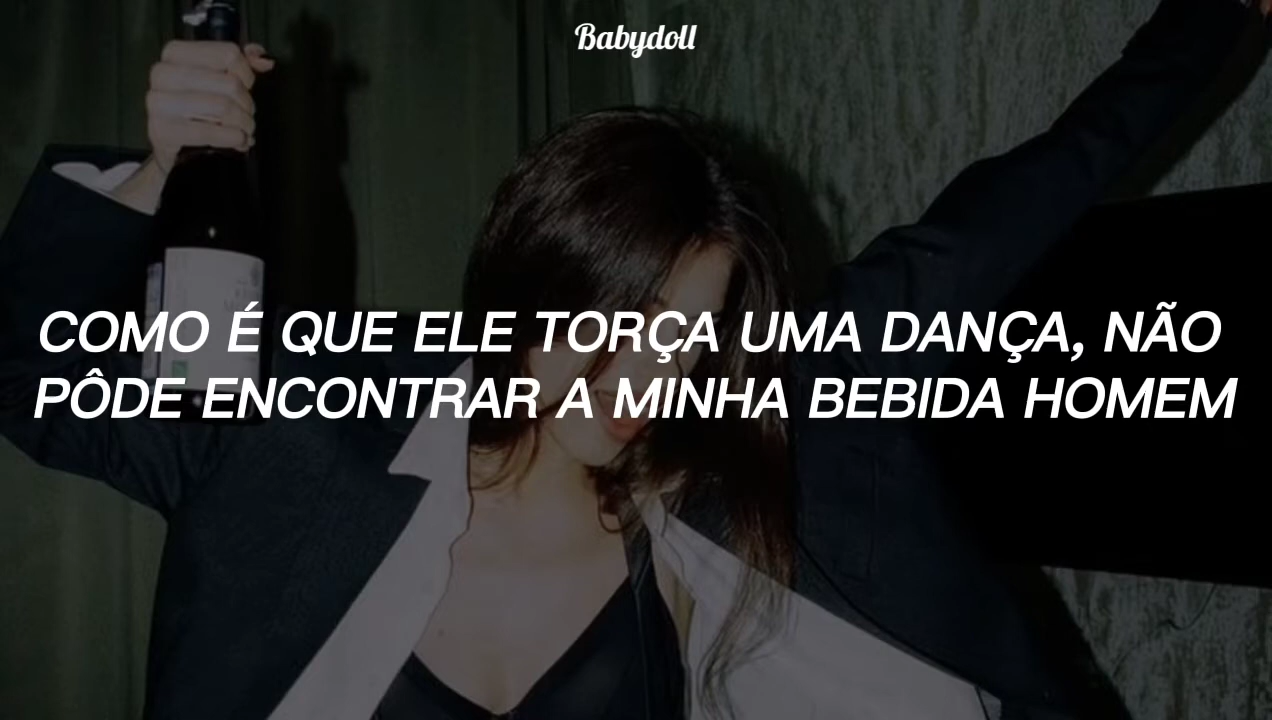 Babydoll
COMO É QUE ELE TORÇA UMA DANÇA, NÃO
PÔDE ENCONTRAR A MINHA BEBIDA HOMEM